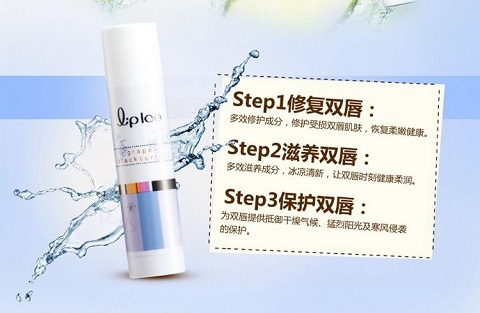 LipIce
grape
blackcurrant
Step1修复双唇：
多效修护成分，修护受损双唇肌肤，恢复柔嫩健康。
Step2滋养双唇：
多效滋养成分，冰凉清新，让双唇时刻健康柔润。
Step3保护双唇：
为双唇提供抵御干燥气候、猛烈阳光及寒风侵袭
的保护。